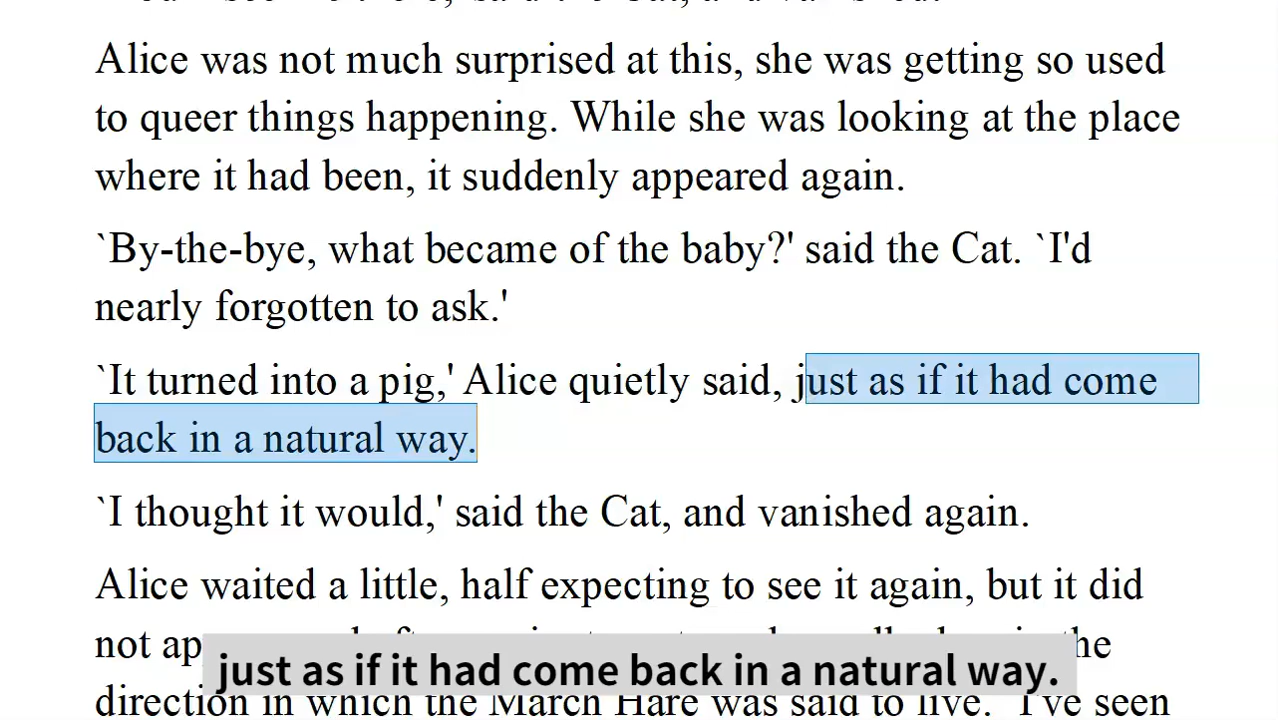 Alice was not much surprised at this, she was getting so used
to queer things happening. While she was looking at the place
where it had been, it suddenly appeared again.
`By-the-bye, what became of the baby?' said the Cat. `I'd
nearly forgotten to ask.'
`It turned into a pig,' Alice quietly said, just as if it had come
back in a natural way.
`I thought it would,' said the Cat, and vanished again.
Alice waited a little, half expecting to see it again, but it did
not
just as if it had come back in a natural way.
direction in which the March Hare was said to live. `I've seen